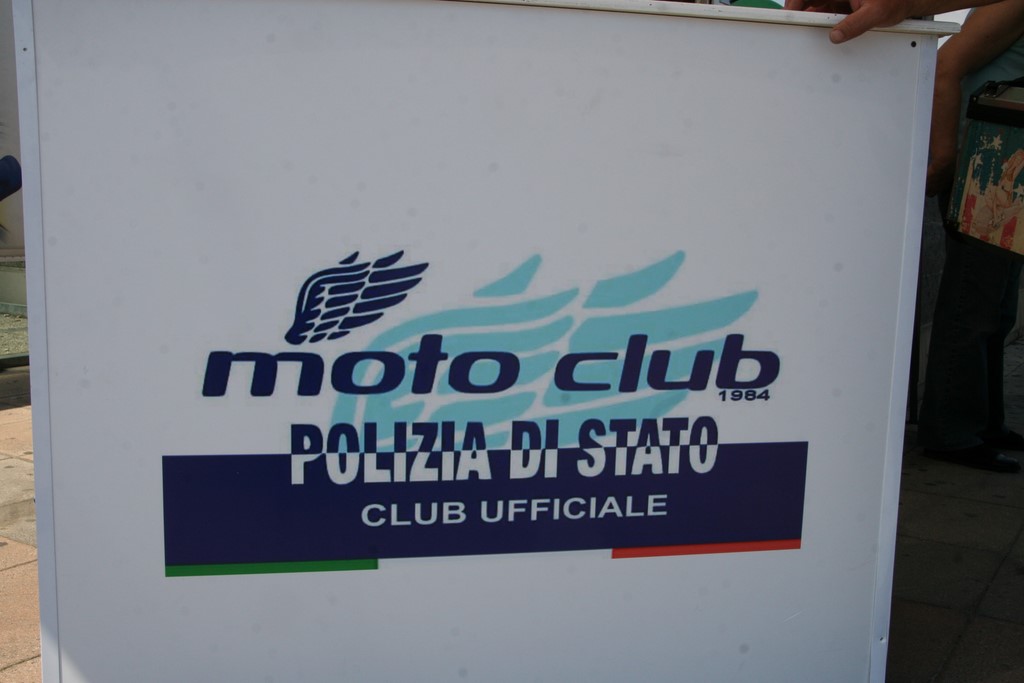 moto club
1984
POLIZIA DI STATO
CLUB UFFICIALE